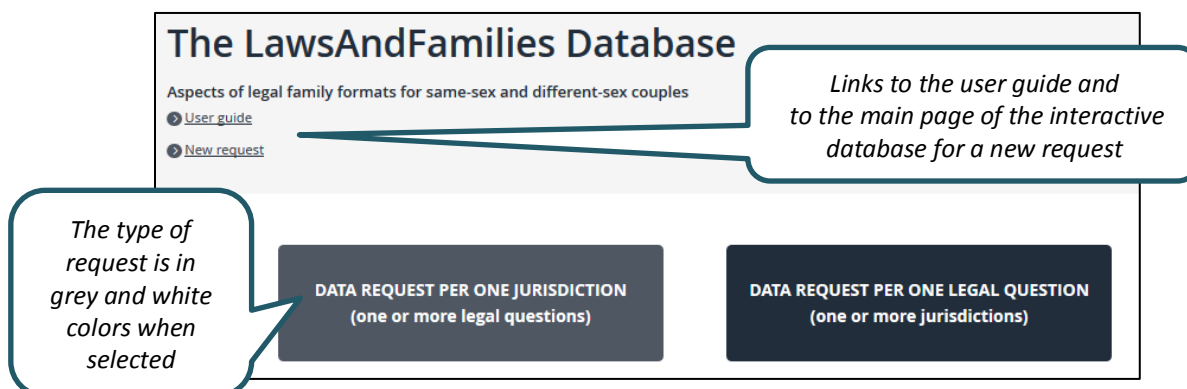 The LawsAndFamilies Database
Aspects of legal family formats for same-sex and different-sex couples
User guide
New request
Links to the user guide and
to the main page of the interactive
database for a new request
The type of
request is in
grey and white
colors when
selected
DATA REQUEST PER ONE JURISDICTION
(one or more legal questions)
DATA REQUEST PER ONE LEGAL QUESTION
(one or more jurisdictions)